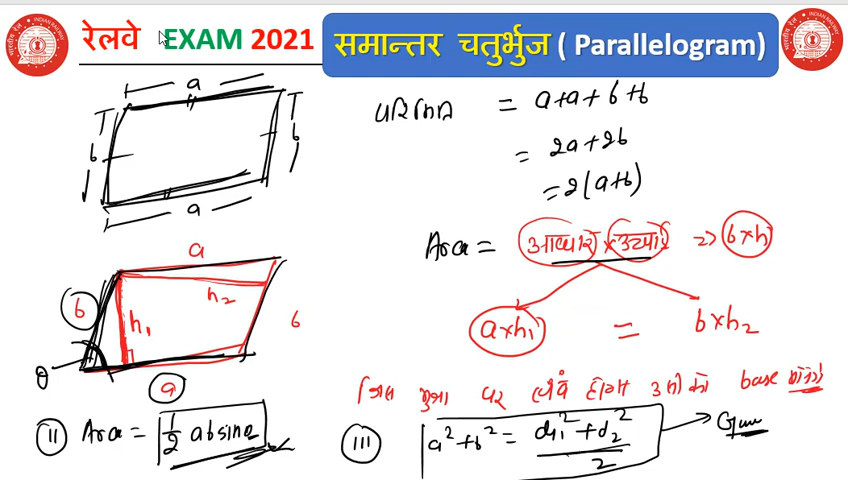 रेलवे EXAM 2021
समान्तर चतुर्भुज ( Parallelogram)
a
b
b
a
परिमाप = a+a+b+b
= 2a+2b
= 2(a+b)
Area = आधार × उंचाई => b×h
a×h₁ = b×h₂
a
b
h₂
h₁
b
θ
a
जिस भुजा पर लंब होगा उसी को base मानेंगे
II Area = 1/2 ab sin
III a²+b² = d₁²+d₂² / 2